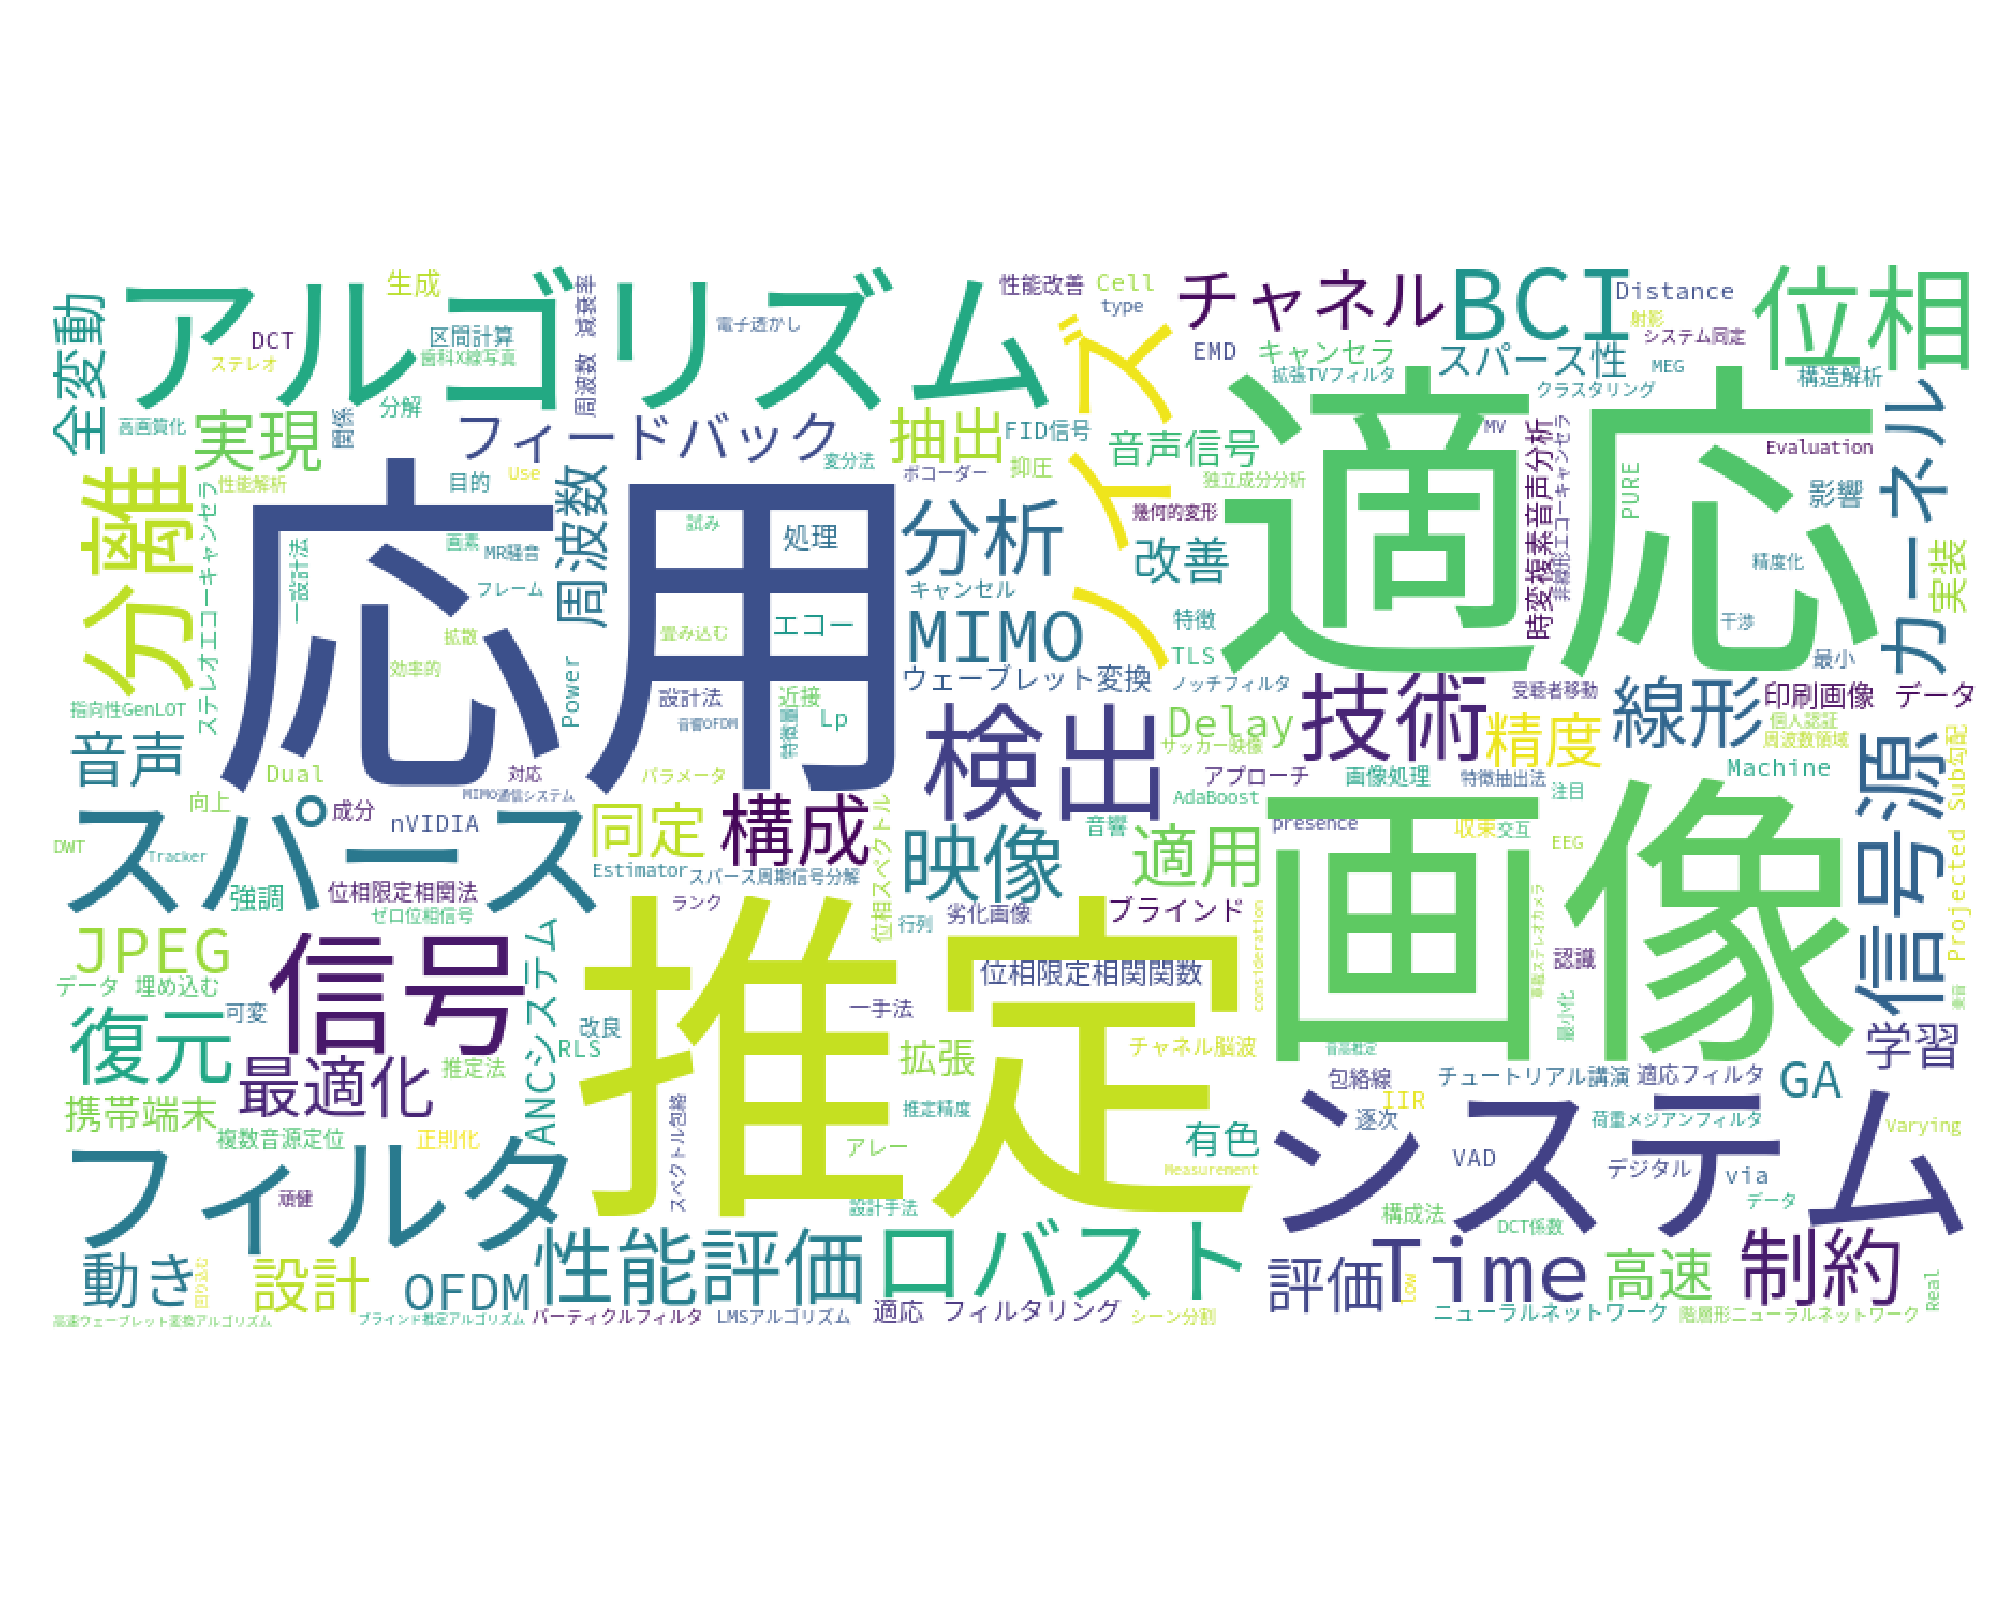 全変動
アルゴリズム
生成
DCT
ステレオ
区間計算
歯科X線写真
周波数 減衰率
電子透かし
性能改善
Cell
type
ノイズ
チャネル
EMD
キャンセラ
拡張TVフィルタ
BCI
Distance
射影
システム同定
スパース性
MEG
クラスタリング
構造解析
位相
高画質化
実現
関係
分解
フィードバック
変分法
抽出
ボコーダー
FID信号
抑圧
音声信号
独立成分分析
幾何的変形
適応
MV
時変複素音声分析
非線形エコーキャンセラ
PURE
Evaluation
影響
カーネル
精度化
実装
干渉
最小
分離
性能解析
ステレオエコーキャンセラ
一設計法
目的
Use
画素
MR騒音
フレーム
拡散
効率的
周波数
Power
応用
試み
処理
畳み込む
エコー
設計法
近接
音響OFDM
特徴量
Lp
パラメータ
分析
キャンセル
MIMO
ウェーブレット変換
改善
特徴
TLS
ノッチフィルタ
指向性GenLOT
音声
Dual
対応
MIMO通信システム
向上
成分
nVIDIA
検出
Delay
サッカー映像
アプローチ
AdaBoost
技術
画像処理
受聴者移動
精度
特徴抽出法
線形
印刷画像 データ
個人認証
周波数領域
Machine
注目
信号源
Projected Sub勾配
スパース
DWT
Tracker
強調
位相限定相関法
ゼロ位相信号
同定
構成
Estimator
スパース周期信号分解
ランク
位相スペクトル
映像
音響
適用
行列
劣化画像
ブラインド
presence
収束
交互
EEG
画像
車載ステレオカメラ
認識
最小化
楽音
JPEG
データ 埋め込む
信号
可変
ANCシステム
改良
RLS
推定
位相限定相関関数
consideration
一手法
拡張
チャネル脳波
音高推定
復元
最適化
推定法
推定精度
包絡線
IIR
チュートリアル講演
適応フィルタ
GA
学習
携帯端末
複数音源定位
正則化
スペクトル包絡
アレー
有色
Measurement
逐次
荷重メジアンフィルタ
Varying
フィルタ
頑健
設計手法
システム
VAD
デジタル
via
データ
構成法
DCT係数
動き
回り込む
設計
OFDM
性能評価
ロバスト
評価
Time
Low
高速
制約
Real
高速ウェーブレット変換アルゴリズム
ブラインド推定アルゴリズム
パーティクルフィルタ
LMSアルゴリズム
適応 フィルタリング
シーン分割
ニューラルネットワーク
階層形ニューラルネットワーク